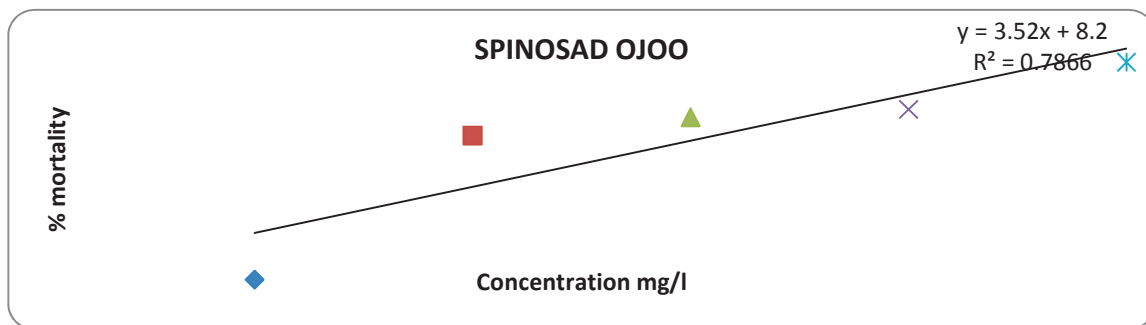 y = 3.52x + 8.2
SPINOSAD OJOO
R² = 0.7866
% mortality
Concentration mg/l